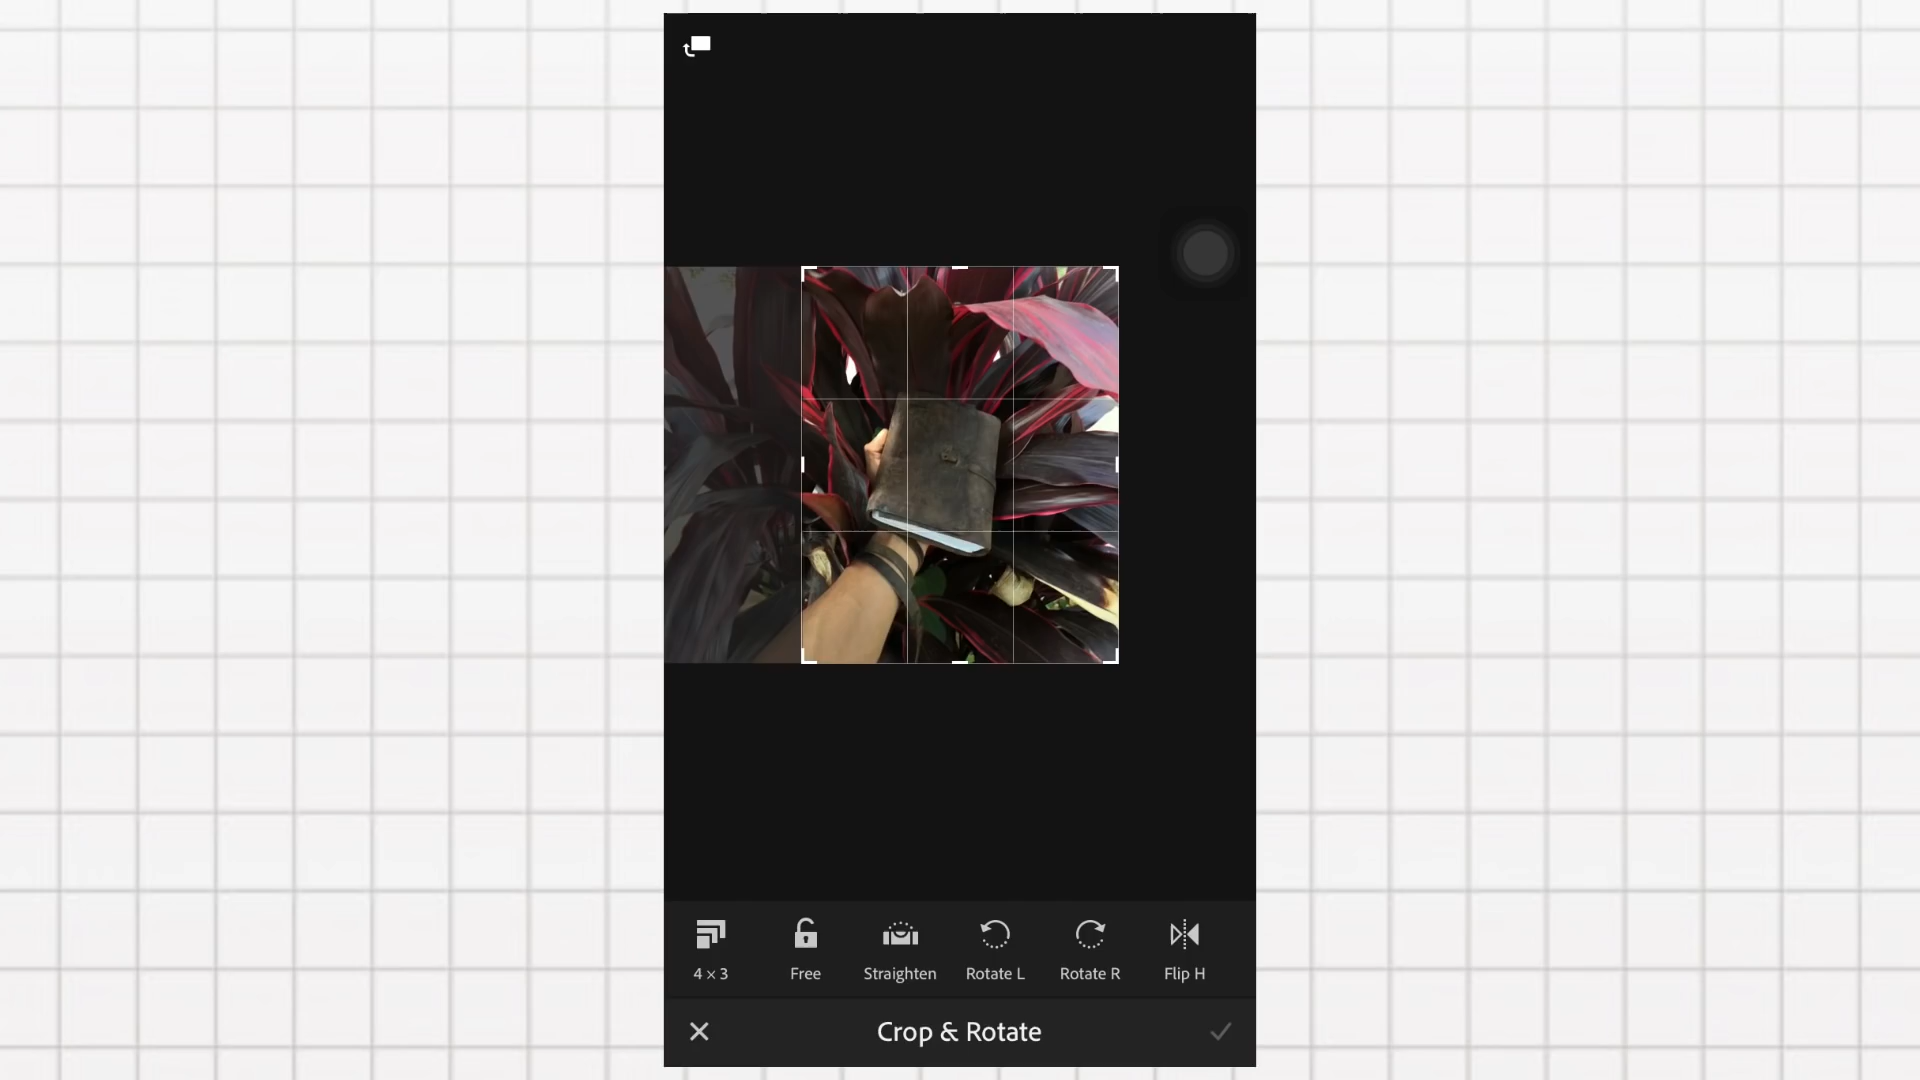 4 × 3
Free
Straighten
Rotate L
Rotate R
Flip H
Crop & Rotate